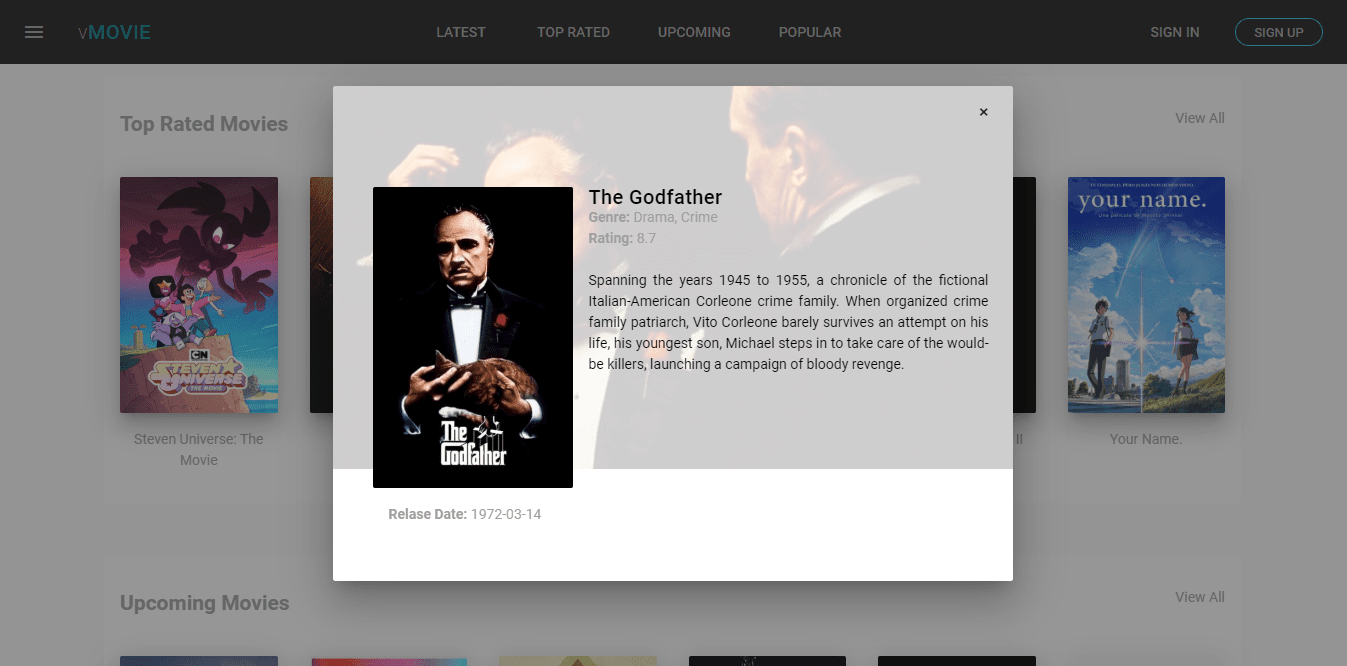 vMOVIE
LATEST
TOP RATED
UPCOMING
POPULAR
SIGN IN
SIGN UP
Top Rated Movies
View All
×
The Godfather
Genre: Drama, Crime
Rating: 8.7
Spanning the years 1945 to 1955, a chronicle of the fictional
Italian-American Corleone crime family. When organized crime
family patriarch, Vito Corleone barely survives an attempt on his
life, his youngest son, Michael steps in to take care of the would-
be killers, launching a campaign of bloody revenge.
The
Godfather
Relase Date: 1972-03-14
CN
STEVEN
UNIVERSE
THE MOVIE
Steven Universe: The
Movie
II
your name.
Una película de Makoto Shinkai
Your Name.
Upcoming Movies
View All